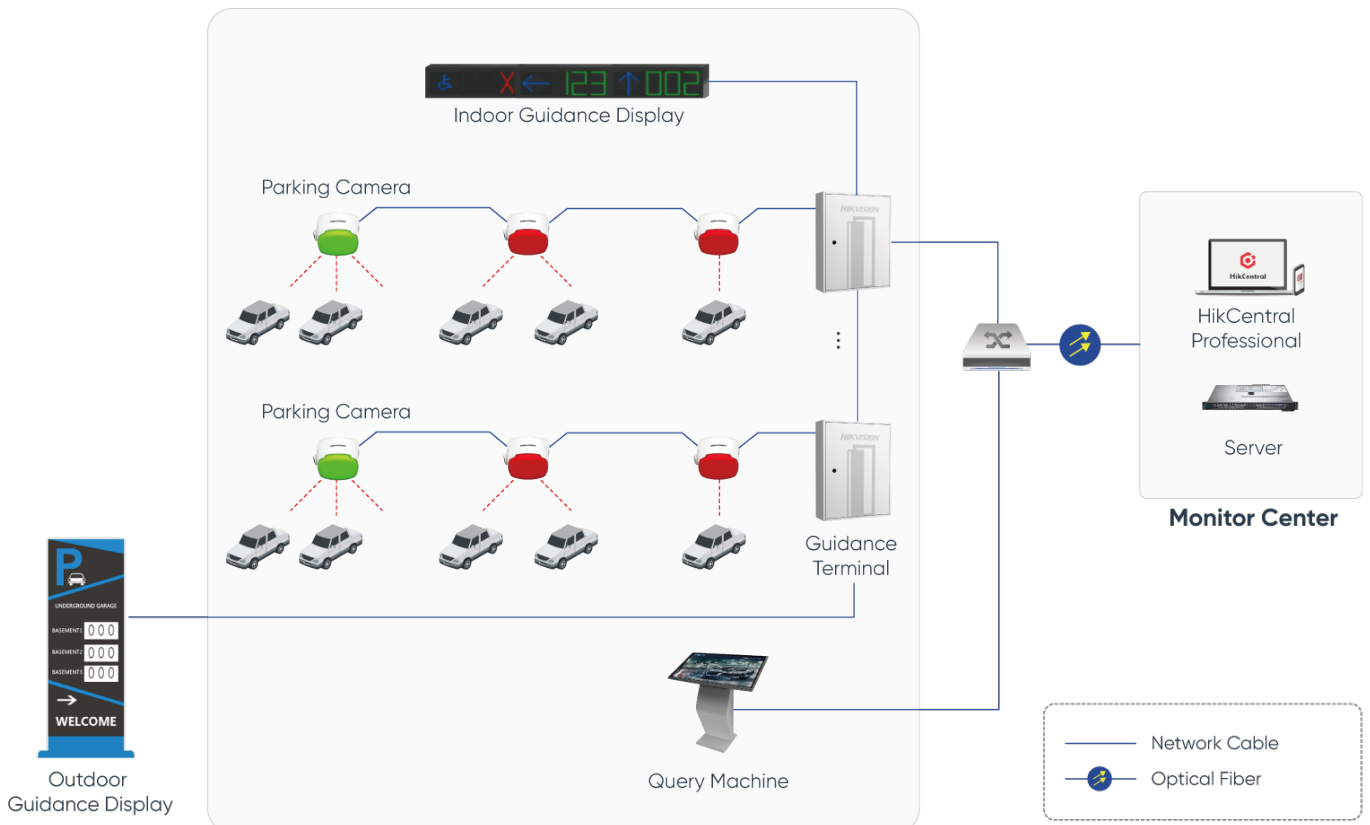 X ← 123 ↑ 002
Indoor Guidance Display
Parking Camera
HIKVISION
HikCentral
HikCentral
Professional
Server
Monitor Center
Parking Camera
HIKVISION
Guidance
Terminal
P
UNDERGROUND GARAGE
BASEMENT1 000
BASEMENT2 000
BASEMENT3 000
→
WELCOME
Outdoor
Guidance Display
Query Machine
Network Cable
Optical Fiber